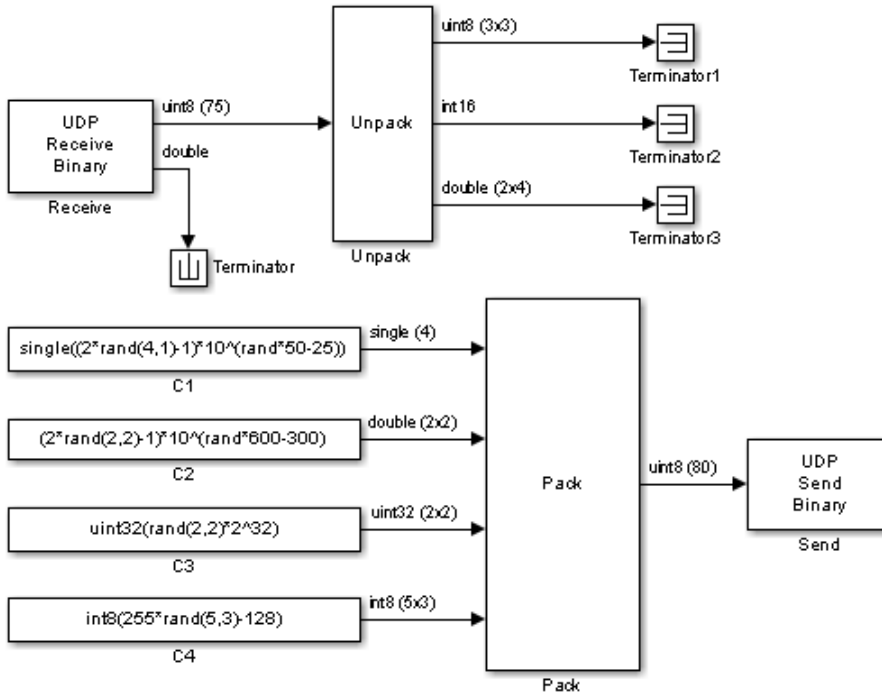 uint8 (3x3)
Terminator1
UDP
Receive
Binary
uint8 (75)
double
Receive
Unpack
int16
Terminator2
double (2x4)
Terminator3
Unpack
Terminator
single((2*rand(4,1)-1)*10^(rand*50-25))
single (4)
C1
(2*rand(2,2)-1)*10^(rand*600-300)
double (2x2)
C2
uint32(rand(2,2)*2^32)
uint32 (2x2)
C3
int8(255*rand(5,3)-128)
int8 (5x3)
C4
Pack
Pack
uint8 (80)
UDP
Send
Binary
Send